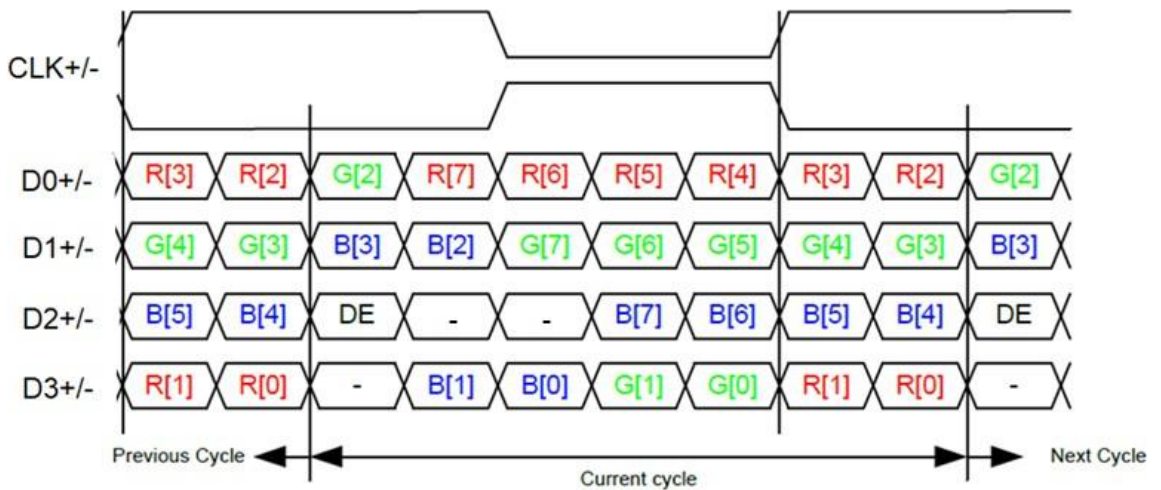 CLK+/-
D0+/- R[3] R[2] G[2] R[7] R[6] R[5] R[4] R[3] R[2] G[2]
D1+/- G[4] G[3] B[3] B[2] G[7] G[6] G[5] G[4] G[3] B[3]
D2+/- B[5] B[4] DE - - B[7] B[6] B[5] B[4] DE
D3+/- R[1] R[0] - B[1] B[0] G[1] G[0] R[1] R[0] -
Previous Cycle Current cycle Next Cycle